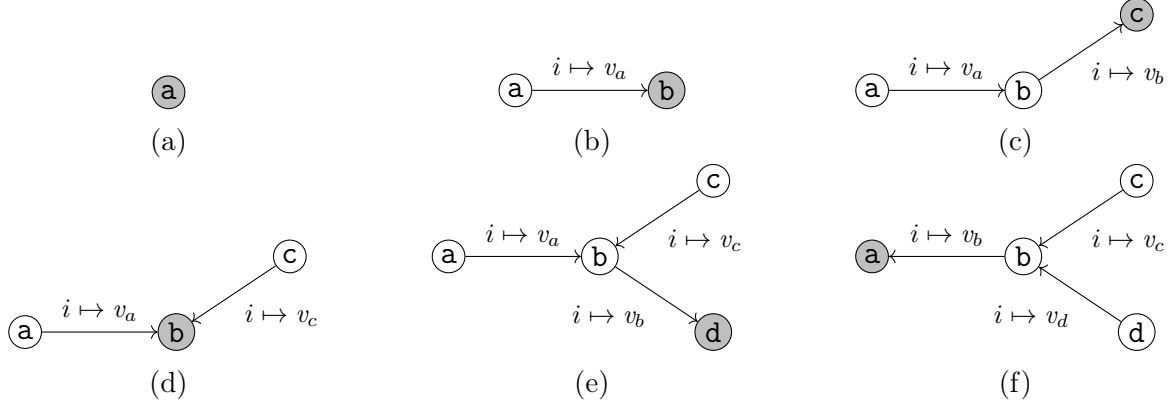 c
a
i ↦ v_a
a
b
i ↦ v_a
a
b
i ↦ v_b
(a)
(b)
(c)
c
c
i ↦ v_a
a
b
i ↦ v_c
i ↦ v_b
a
b
i ↦ v_c
c
i ↦ v_a
a
b
i ↦ v_c
i ↦ v_b
d
i ↦ v_d
d
(d)
(e)
(f)